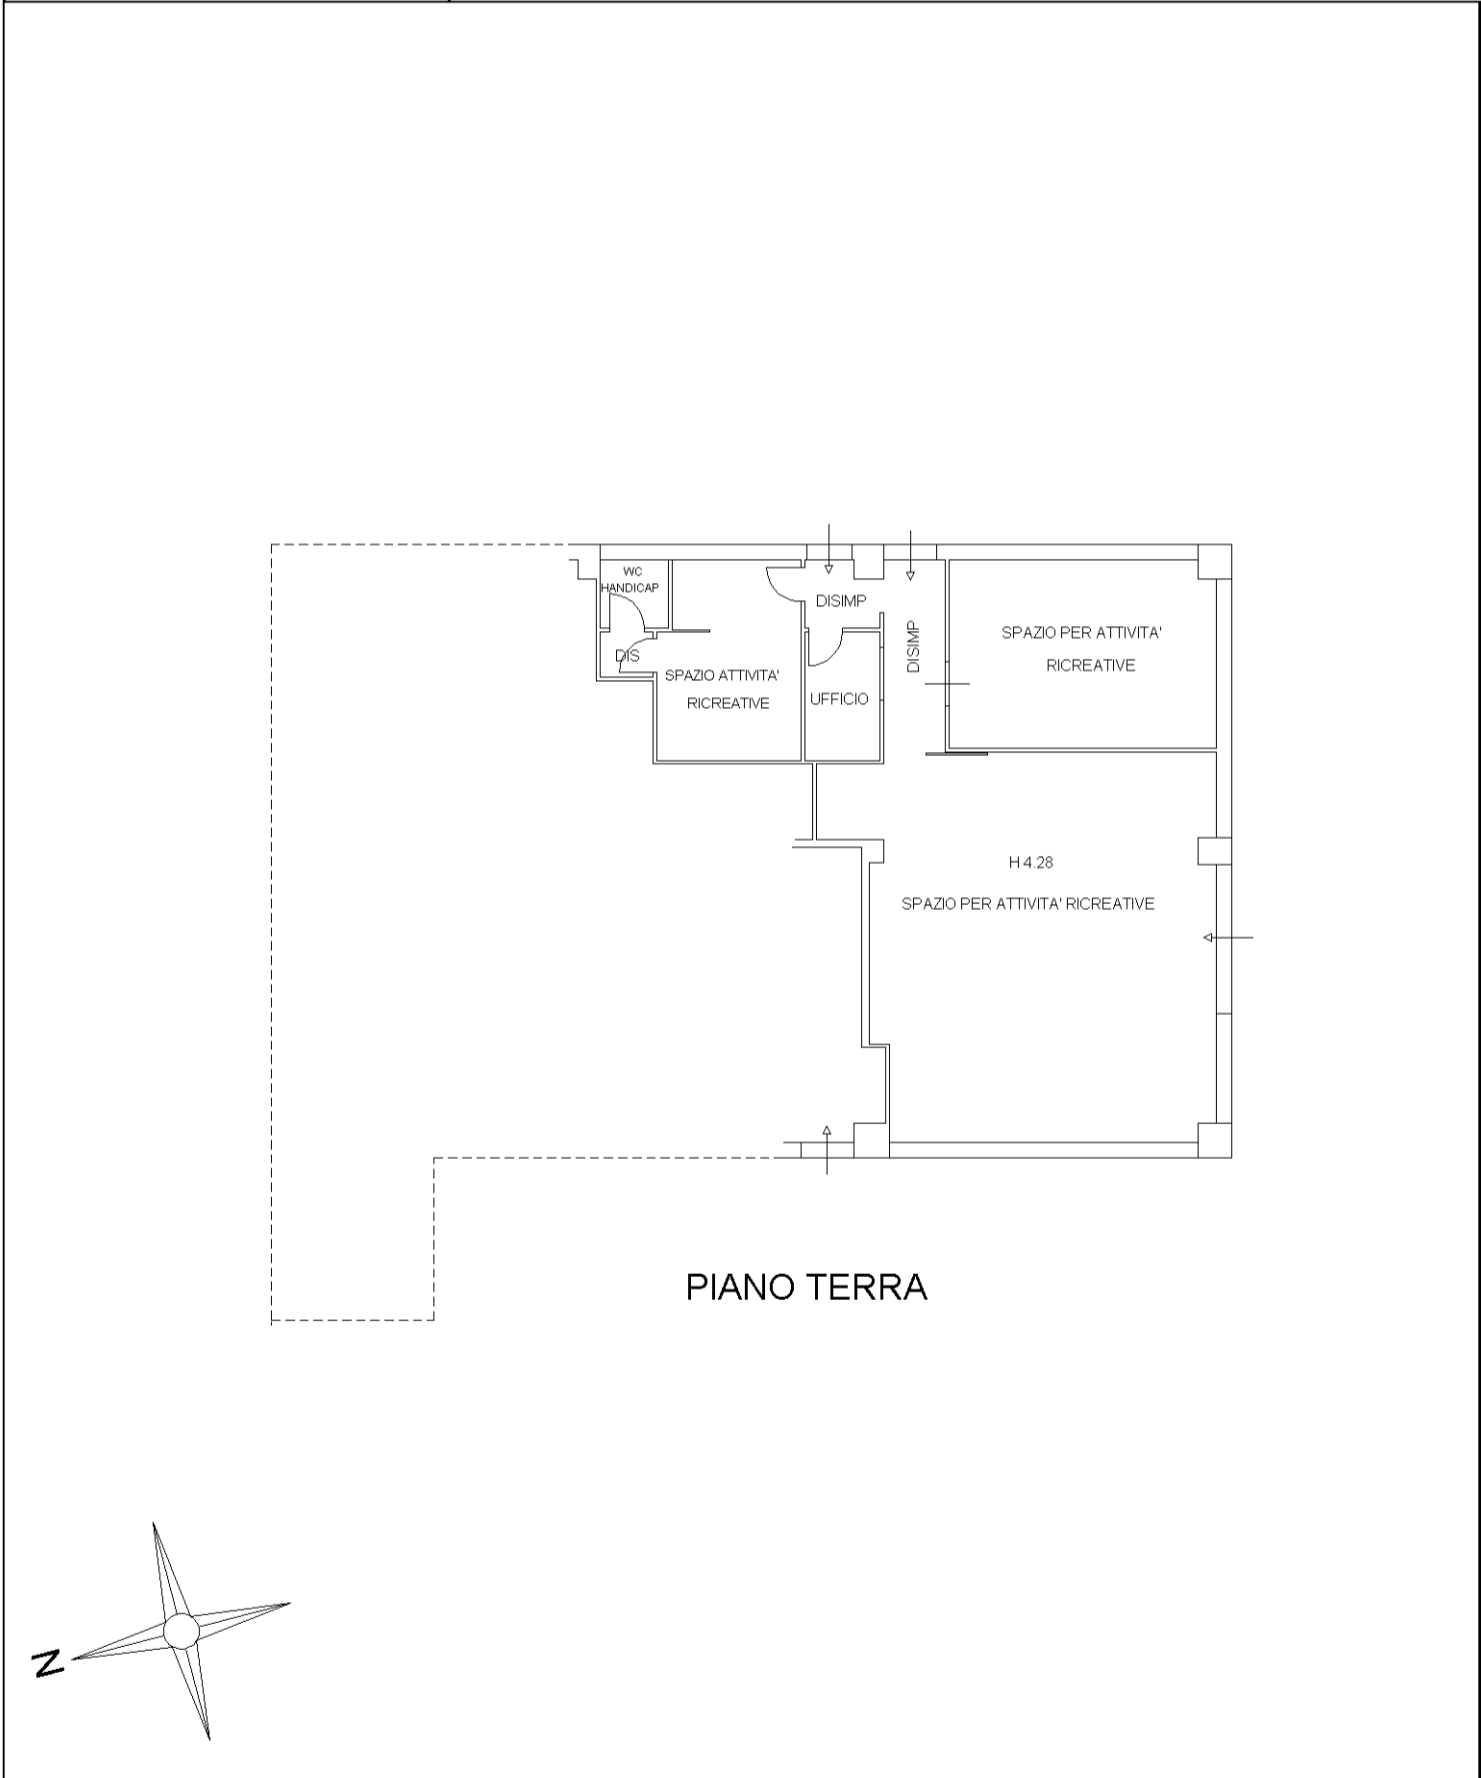 WC
HANDICAP
DISIMP
DISIMP
SPAZIO PER ATTIVITA'
RICREATIVE
DIS
SPAZIO ATTIVITA'
RICREATIVE
UFFICIO
H 4.28
SPAZIO PER ATTIVITA' RICREATIVE
PIANO TERRA
N